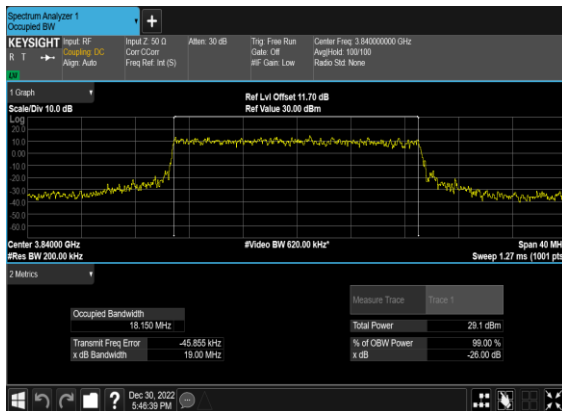 Spectrum Analyzer 1
Occupied BW
KEYSIGHT
R T
Input: RF
Coupling: DC
Align: Auto
Input Z: 50 Ω
Corr CCorr
Freq Ref: Int (S)
Atten: 30 dB
Trig: Free Run
Gate: Off
#IF Gain: Low
Center Freq: 3.840000000 GHz
Avg|Hold: 100/100
Radio Std: None
1 Graph
Scale/Div 10.0 dB
Ref Lvl Offset 11.70 dB
Ref Value 30.00 dBm
Log
20.0
10.0
0.00
-10.0
-20.0
-30.0
-40.0
-50.0
-60.0
Center 3.84000 GHz
#Res BW 200.00 kHz
#Video BW 620.00 kHz*
Span 40 MH
Sweep 1.27 ms (1001 pts
2 Metrics
Measure Trace Trace 1
Occupied Bandwidth
18.150 MHz
Total Power 29.1 dBm
Transmit Freq Error -45.855 kHz
% of OBW Power 99.00 %
x dB Bandwidth 19.00 MHz
x dB -26.00 dB
?
Dec 30, 2022
5:46:39 PM